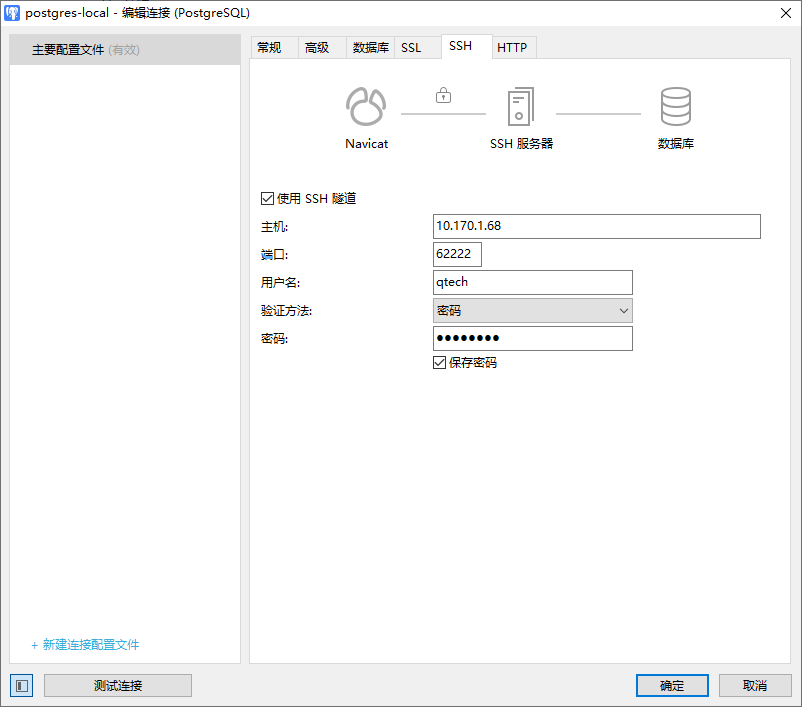 postgres-local - 编辑连接 (PostgreSQL)
主要配置文件 (有效)
常规 高级 数据库 SSL SSH HTTP
Navicat SSH 服务器 数据库
使用 SSH 隧道
主机: 10.170.1.68
端口: 62222
用户名: qtech
验证方法: 密码
密码: ●●●●●●●●
保存密码
+ 新建连接配置文件
测试连接 确定 取消